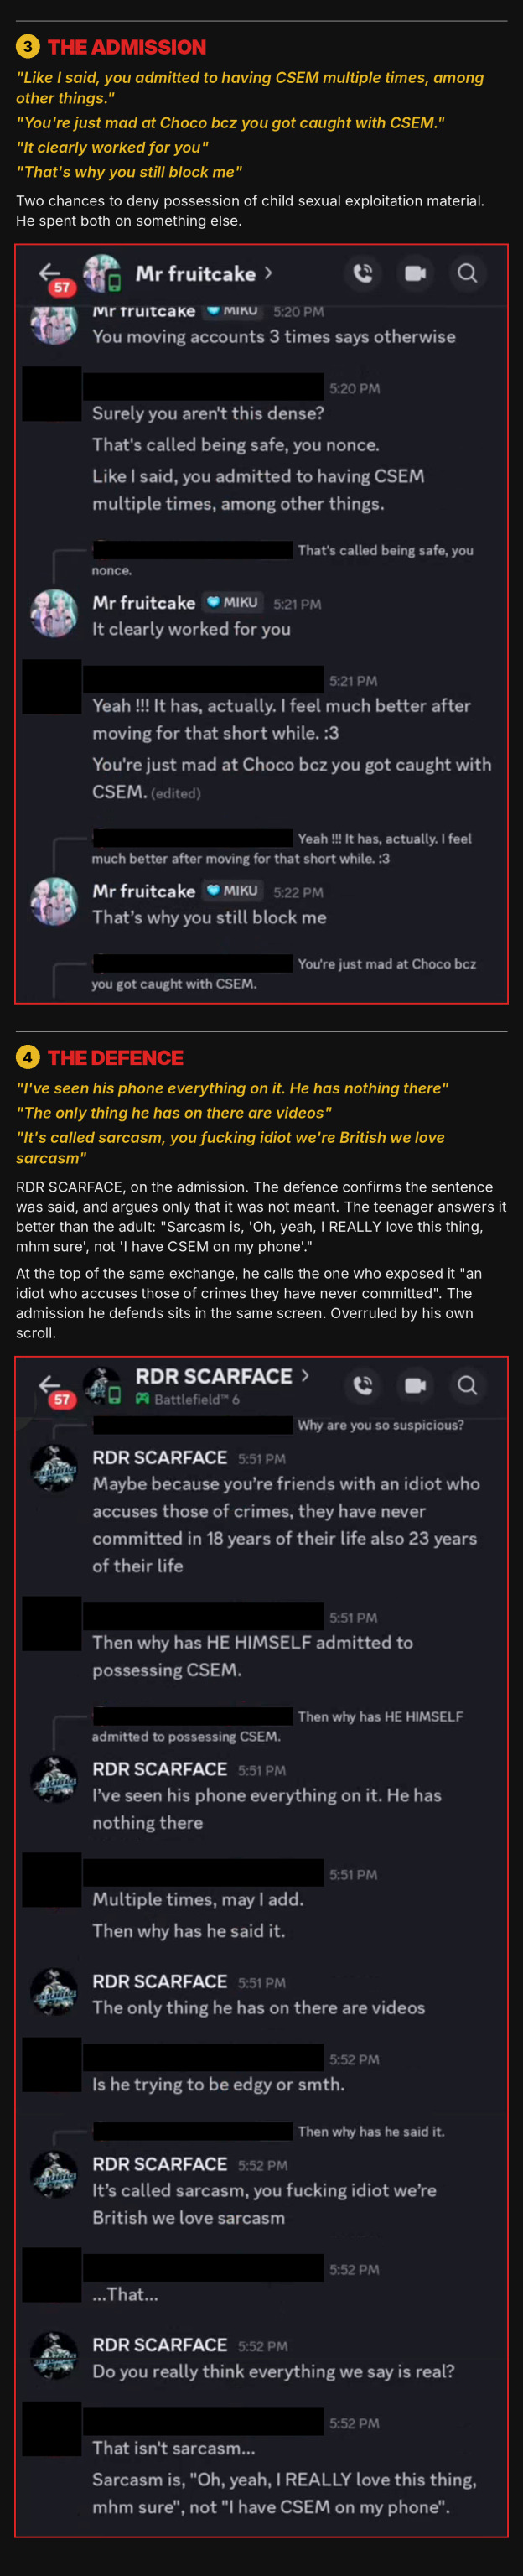 3 THE ADMISSION
"Like I said, you admitted to having CSEM multiple times, among
other things."
"You're just mad at Choco bcz you got caught with CSEM."
"It clearly worked for you"
"That's why you still block me"
Two chances to deny possession of child sexual exploitation material.
He spent both on something else.
57
Mr fruitcake >
Mr fruitcake MIKU 5:20 PM
You moving accounts 3 times says otherwise
5:20 PM
Surely you aren't this dense?
That's called being safe, you nonce.
Like I said, you admitted to having CSEM
multiple times, among other things.
That's called being safe, you
nonce.
Mr fruitcake MIKU 5:21 PM
It clearly worked for you
5:21 PM
Yeah !!! It has, actually. I feel much better after
moving for that short while. :3
You're just mad at Choco bcz you got caught with
CSEM. (edited)
Yeah !!! It has, actually. I feel
much better after moving for that short while. :3
Mr fruitcake MIKU 5:22 PM
That's why you still block me
You're just mad at Choco bcz
you got caught with CSEM.
4 THE DEFENCE
"I've seen his phone everything on it. He has nothing there"
"The only thing he has on there are videos"
"It's called sarcasm, you fucking idiot we're British we love
sarcasm"
RDR SCARFACE, on the admission. The defence confirms the sentence
was said, and argues only that it was not meant. The teenager answers it
better than the adult: "Sarcasm is, 'Oh, yeah, I REALLY love this thing,
mhm sure', not 'I have CSEM on my phone'."
At the top of the same exchange, he calls the one who exposed it "an
idiot who accuses those of crimes they have never committed". The
admission he defends sits in the same screen. Overruled by his own
scroll.
57
RDR SCARFACE >
Battlefield™ 6
Why are you so suspicious?
RDR SCARFACE 5:51 PM
Maybe because you're friends with an idiot who
accuses those of crimes, they have never
committed in 18 years of their life also 23 years
of their life
5:51 PM
Then why has HE HIMSELF admitted to
possessing CSEM.
Then why has HE HIMSELF
admitted to possessing CSEM.
RDR SCARFACE 5:51 PM
I've seen his phone everything on it. He has
nothing there
5:51 PM
Multiple times, may I add.
Then why has he said it.
RDR SCARFACE 5:51 PM
The only thing he has on there are videos
5:52 PM
Is he trying to be edgy or smth.
Then why has he said it.
RDR SCARFACE 5:52 PM
It's called sarcasm, you fucking idiot we're
British we love sarcasm
5:52 PM
...That...
RDR SCARFACE 5:52 PM
Do you really think everything we say is real?
5:52 PM
That isn't sarcasm...
Sarcasm is, "Oh, yeah, I REALLY love this thing,
mhm sure", not "I have CSEM on my phone".